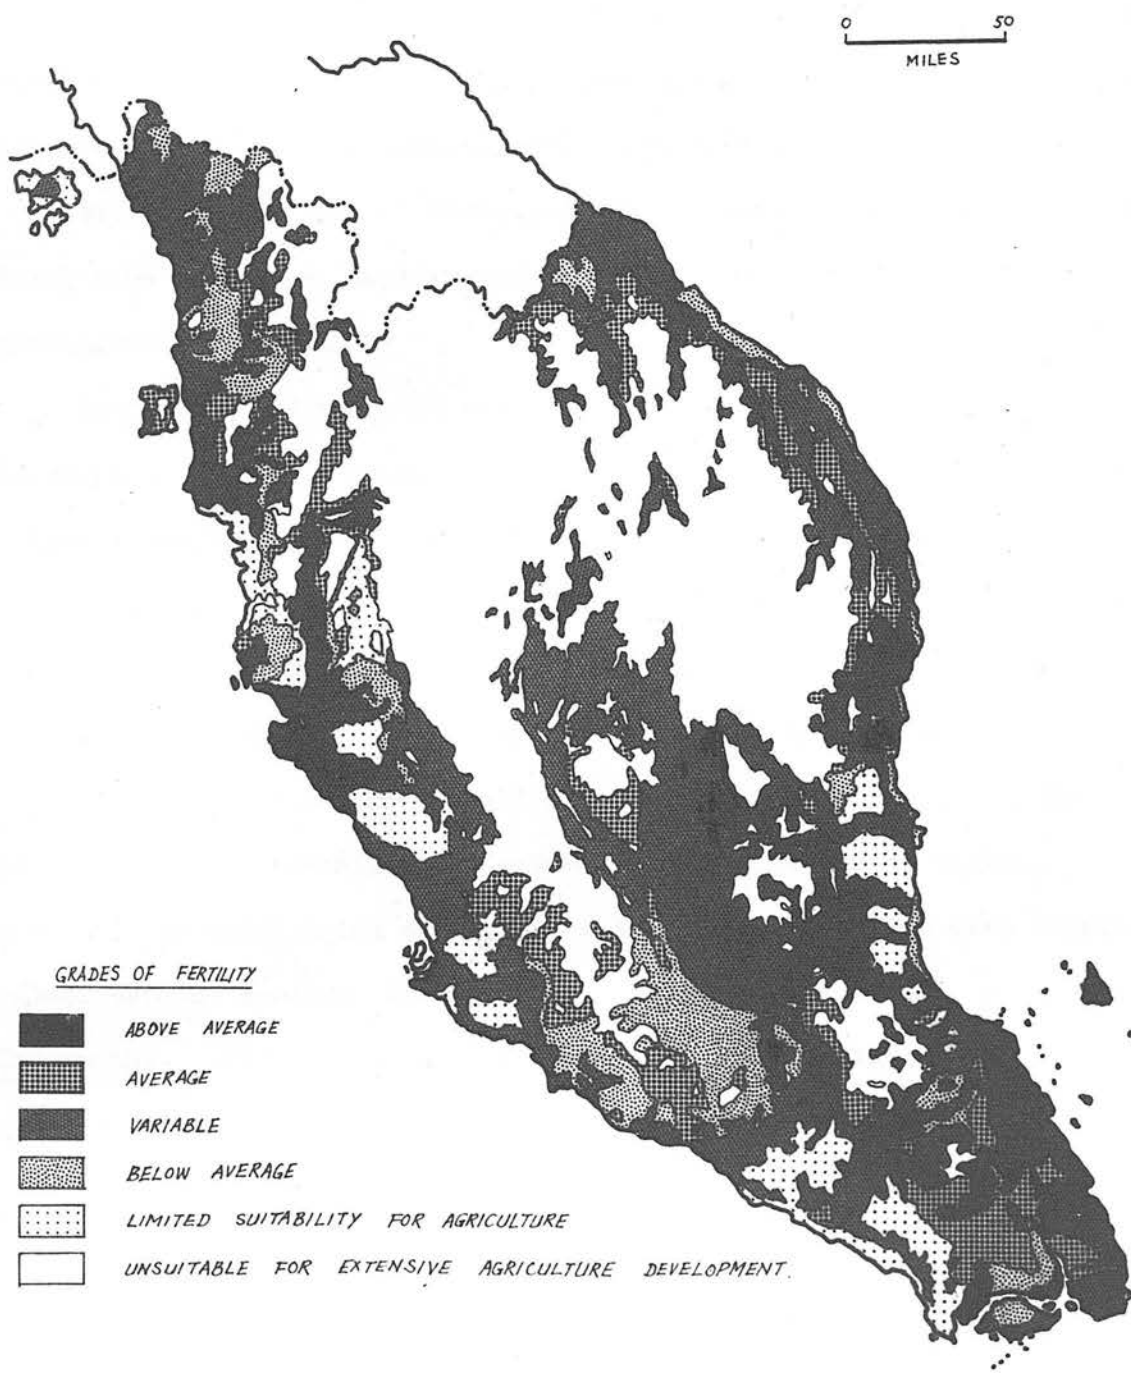 0 50
MILES
GRADES OF FERTILITY
ABOVE AVERAGE
AVERAGE
VARIABLE
BELOW AVERAGE
LIMITED SUITABILITY FOR AGRICULTURE
UNSUITABLE FOR EXTENSIVE AGRICULTURE DEVELOPMENT.